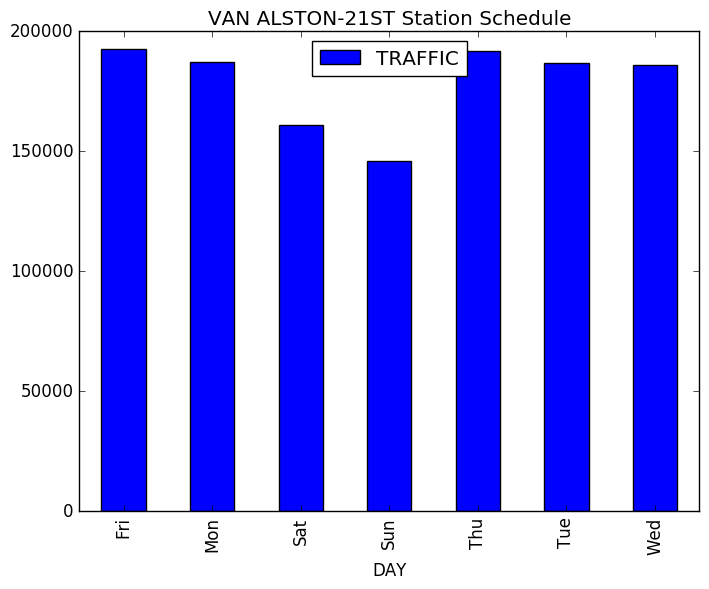 VAN ALSTON-21ST Station Schedule
TRAFFIC
200000
150000
100000
50000
0
Fri
Mon
Sat
Sun
Thu
Tue
Wed
DAY